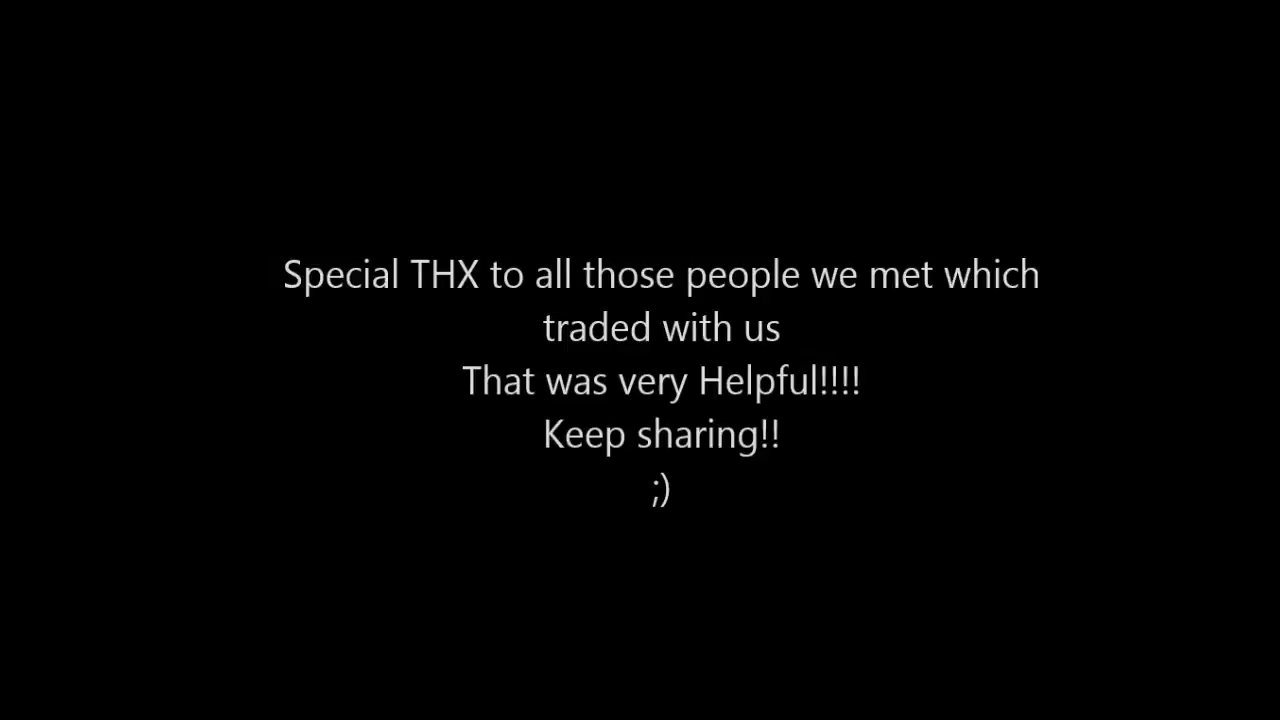 Special THX to all those people we met which
traded with us
That was very Helpful!!!!
Keep sharing!!
;)